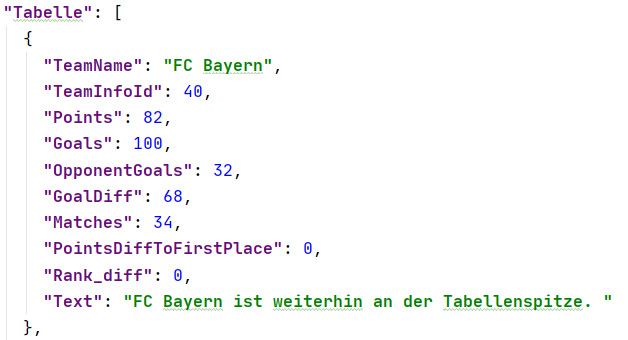 "Tabelle": [
{
"TeamName": "FC Bayern",
"TeamInfoId": 40,
"Points": 82,
"Goals": 100,
"OpponentGoals": 32,
"GoalDiff": 68,
"Matches": 34,
"PointsDiffToFirstPlace": 0,
"Rank_diff": 0,
"Text": "FC Bayern ist weiterhin an der Tabellenspitze. "
},